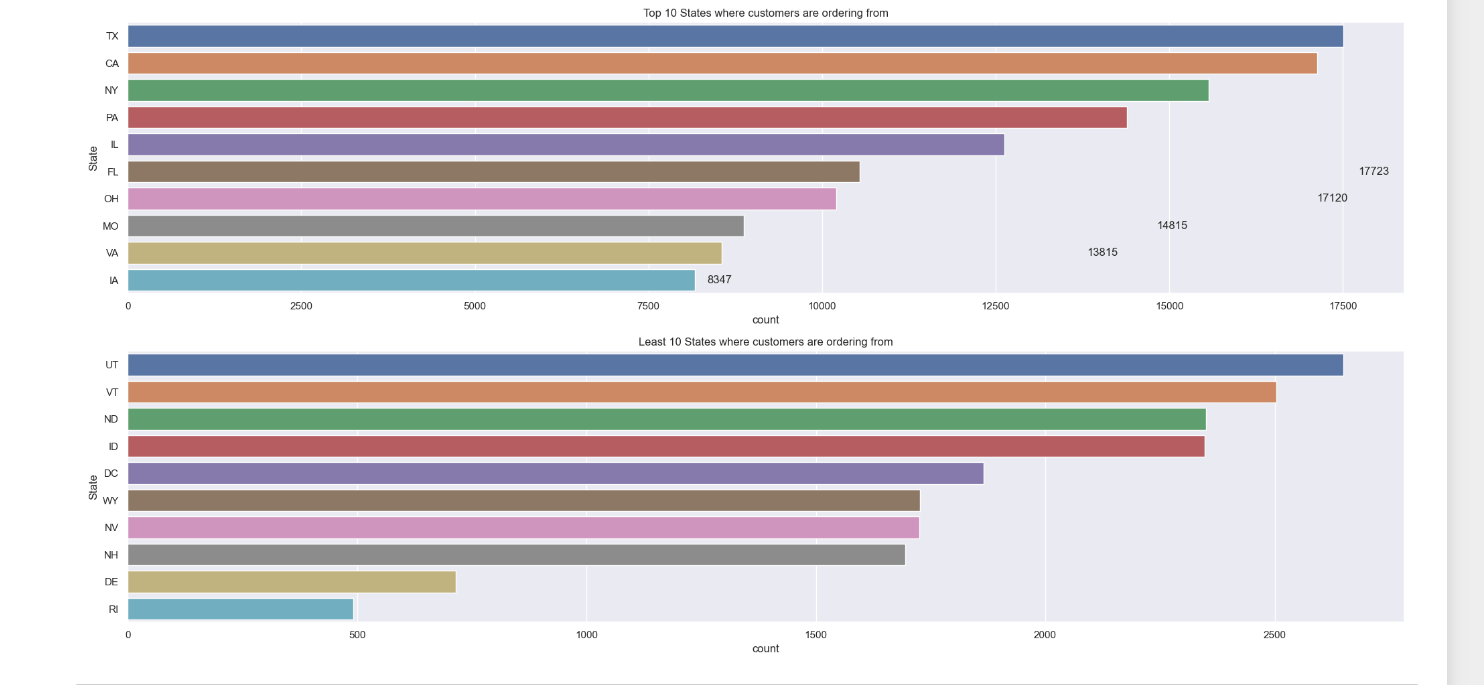 Top 10 States where customers are ordering from
TX
CA
NY
PA
IL
State
FL
17723
OH
17120
MO
14815
VA
13815
IA
8347
0 2500 5000 7500 10000 12500 15000 17500
count
Least 10 States where customers are ordering from
UT
VT
ND
ID
DC
State
WY
NV
NH
DE
RI
0 500 1000 1500 2000 2500
count